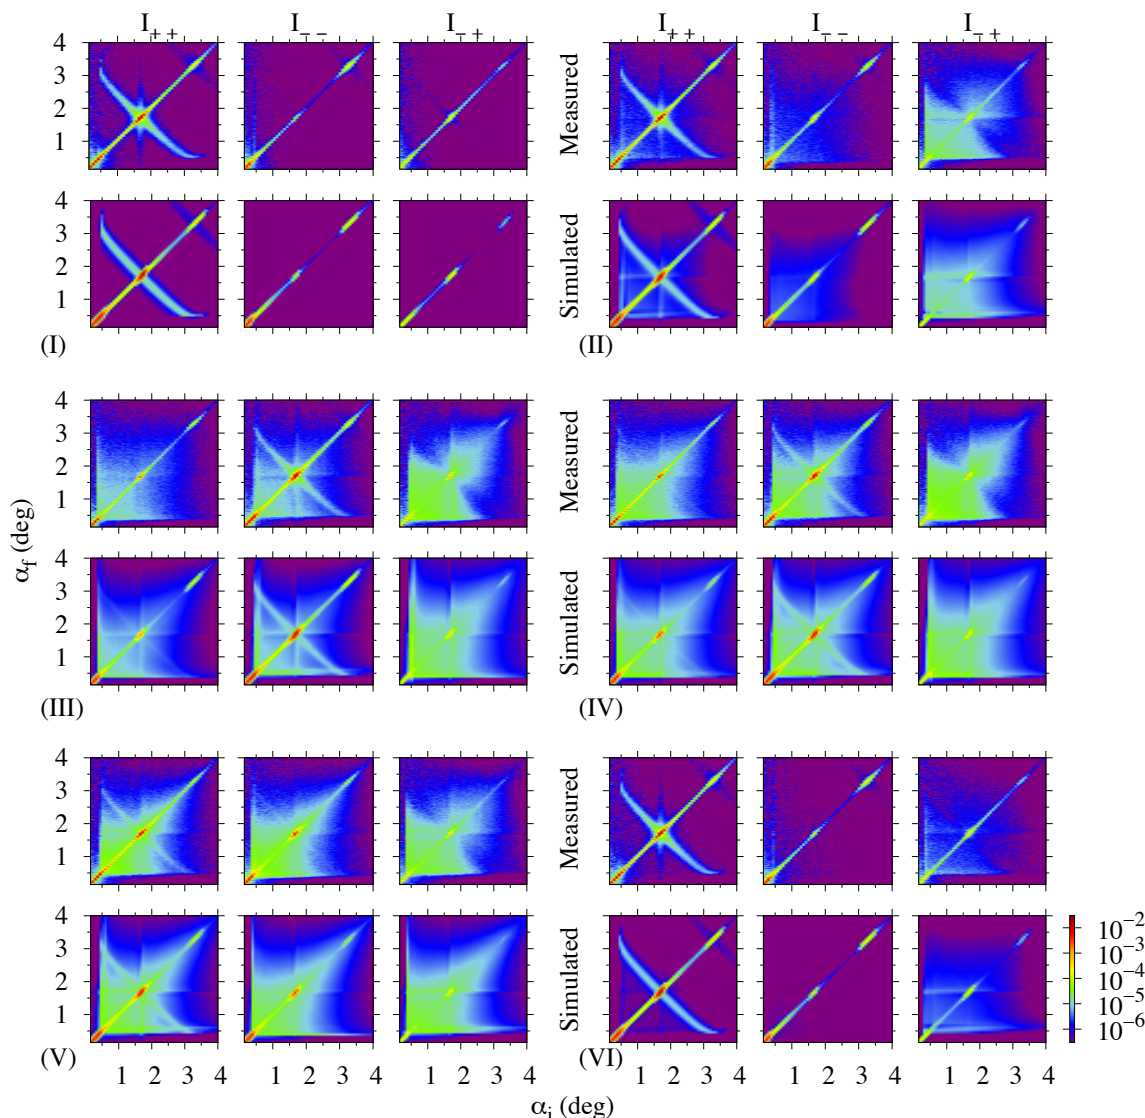 I++ I-- I-+ I++ I-- I-+
4
3
2
1
Measured
4
3
2
1
Simulated
(I) (II)
4
3
2
1
Measured
4
3
2
1
Simulated
(III) (IV)
αf (deg)
4
3
2
1
Measured
4
3
2
1
Simulated
10−2
10−3
10−4
10−5
10−6
(V) (VI)
1 2 3 4 1 2 3 4 1 2 3 4 1 2 3 4 1 2 3 4 1 2 3 4
αi (deg)